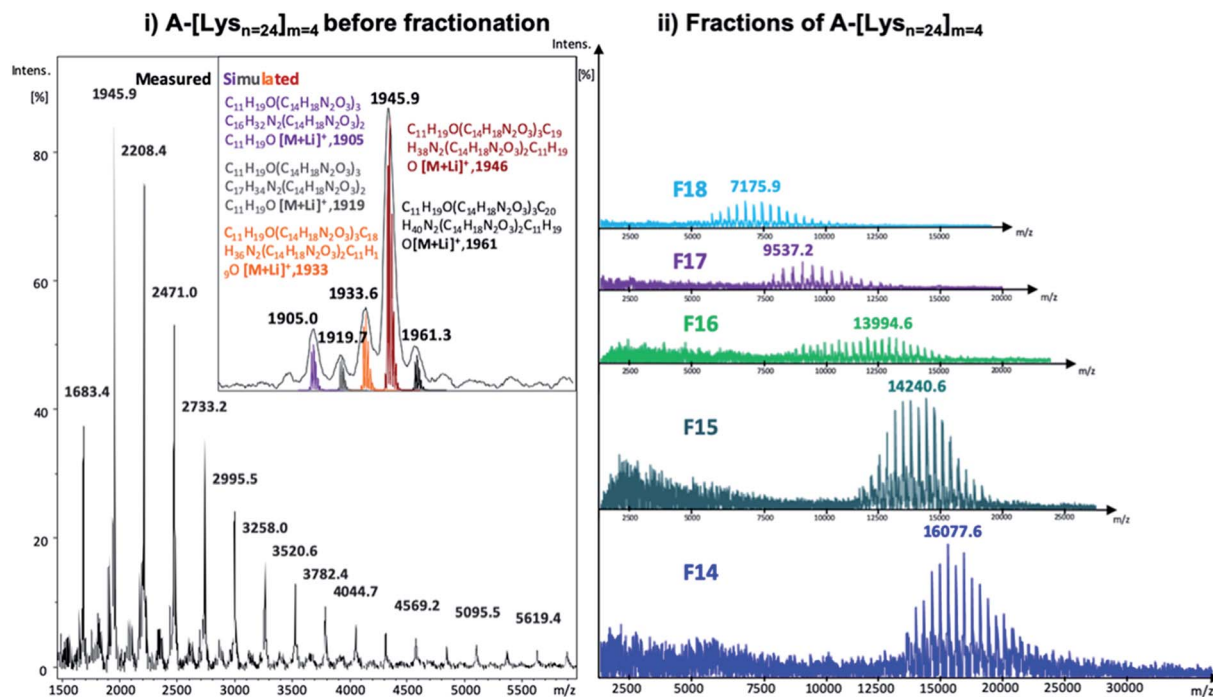 i) A-[Lysn=24]m=4 before fractionation
ii) Fractions of A-[Lysn=24]m=4
Intens.
[%]
Measured
Simulated
1945.9
2208.4
2471.0
1683.4
2733.2
2995.5
3258.0
3520.6
3782.4
4044.7
4569.2
5095.5
5619.4
80
60
40
20
0
1500 2000 2500 3000 3500 4000 4500 5000 5500 m/z
C11H19O(C14H18N2O3)3
C16H32N2(C14H18N2O3)2
C11H19O [M+Li]+,1905
C11H19O(C14H18N2O3)3
C17H34N2(C14H18N2O3)2
C11H19O [M+Li]+,1919
C11H19O(C14H18N2O3)3C18
H36N2(C14H18N2O3)2C11H1
9O [M+Li]+,1933
C11H19O(C14H18N2O3)3C19
H38N2(C14H18N2O3)2C11H19
O [M+Li]+,1946
C11H19O(C14H18N2O3)3C20
H40N2(C14H18N2O3)2C11H19
O[M+Li]+,1961
1945.9
1905.0
1919.7
1933.6
1961.3
Intens.
[%]
F18
7175.9
2500 5000 7500 10000 12500 15000 m/z
F17
9537.2
2500 5000 7500 10000 12500 15000 20000 m/z
F16
13994.6
2500 5000 7500 10000 12500 15000 20000 m/z
F15
14240.6
2500 5000 7500 10000 12500 15000 20000 25000 m/z
F14
16077.6
2500 5000 7500 10000 12500 15000 20000 25000 30000 m/z